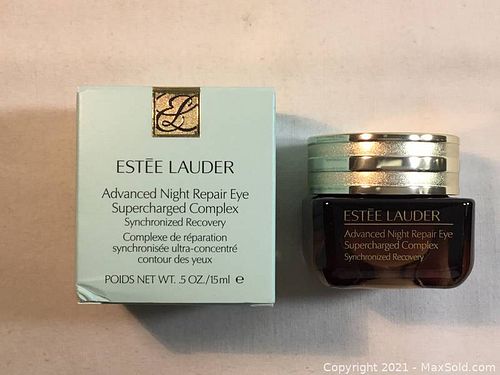 EL
ESTĒE LAUDER
Advanced Night Repair Eye
Supercharged Complex
Synchronized Recovery
Complexe de réparation
synchronisée ultra-concentré
contour des yeux
POIDS NET WT. .5 OZ./15ml ℮
ESTĒE LAUDER
Advanced Night Repair Eye
Supercharged Complex
Synchronized Recovery
Copyright 2021 - MaxSold.com